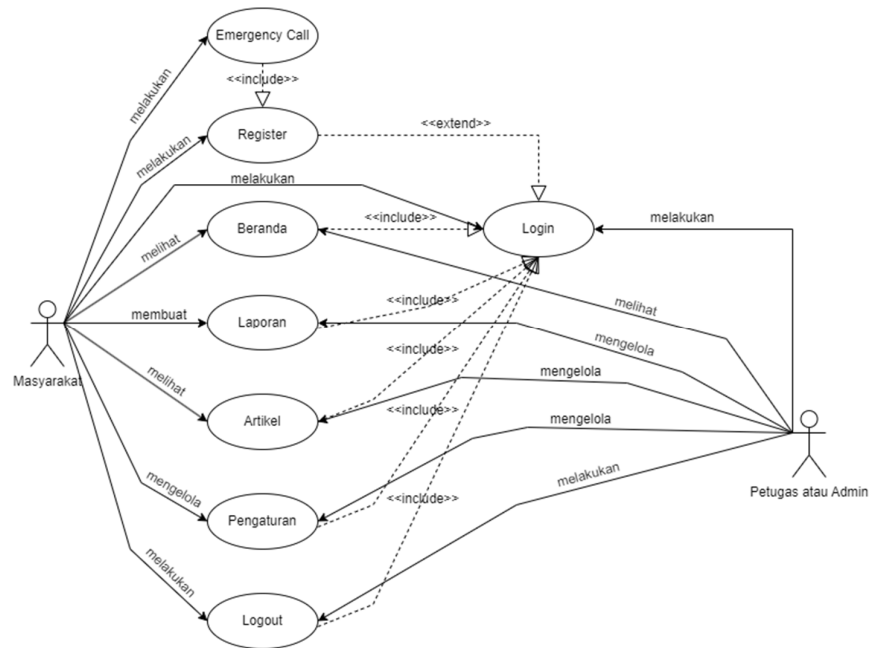 Emergency Call
melakukan
<<include>>
Register
<<extend>>
melakukan
melakukan
<<include>>
Beranda
Login
melakukan
melihat
melihat
<<include>>
membuat
Laporan
mengelola
<<include>>
Masyarakat
melihat
mengelola
Artikel
<<include>>
mengelola
mengelola
melakukan
Petugas atau Admin
<<include>>
Pengaturan
melakukan
Logout